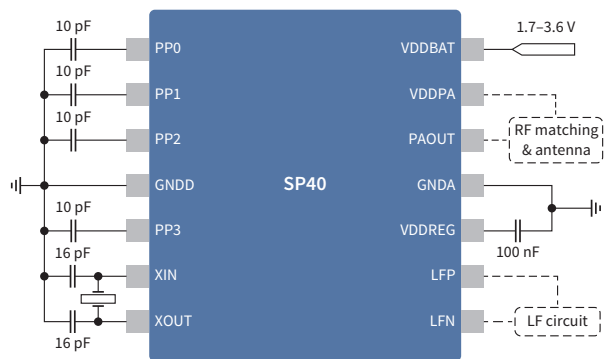 10 pF
PP0
VDDBAT
1.7–3.6 V
10 pF
PP1
VDDPA
10 pF
PP2
PAOUT
RF matching
& antenna
GNDD
SP40
GNDA
10 pF
PP3
VDDREG
100 nF
16 pF
XIN
LFP
XOUT
LFN
LF circuit
16 pF